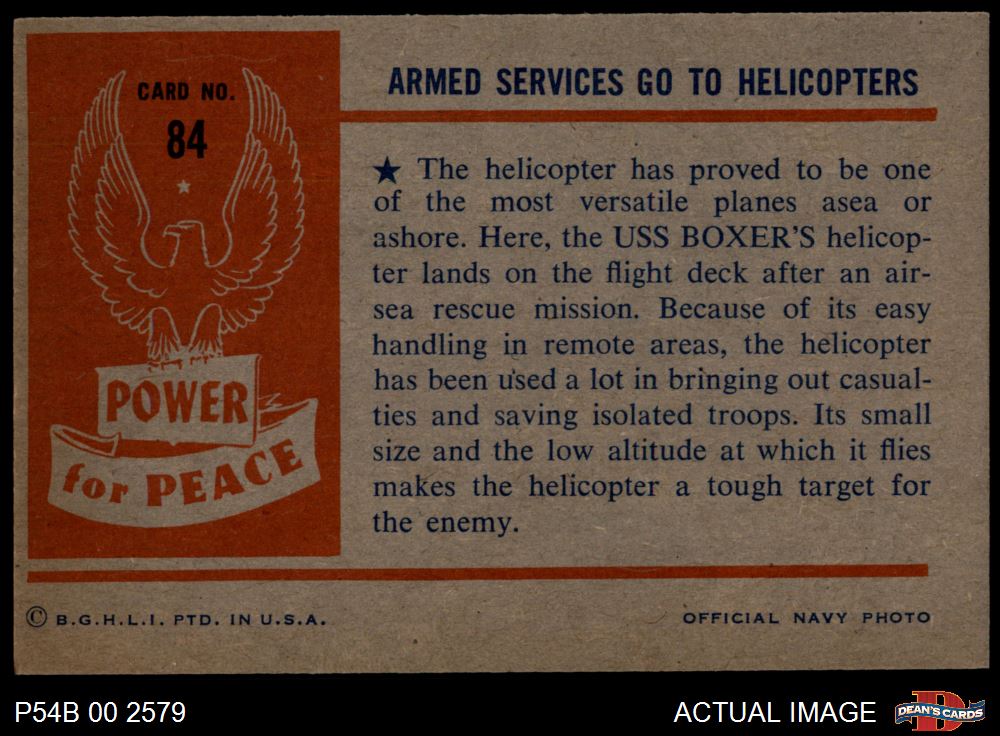 CARD NO.
84
POWER
for PEACE
ARMED SERVICES GO TO HELICOPTERS
★ The helicopter has proved to be one
of the most versatile planes asea or
ashore. Here, the USS BOXER'S helicop-
ter lands on the flight deck after an air-
sea rescue mission. Because of its easy
handling in remote areas, the helicopter
has been used a lot in bringing out casual-
ties and saving isolated troops. Its small
size and the low altitude at which it flies
makes the helicopter a tough target for
the enemy.
© B.G.H.L.I. PTD. IN U.S.A.
OFFICIAL NAVY PHOTO
P54B 00 2579
ACTUAL IMAGE
D
DEAN'S CARDS